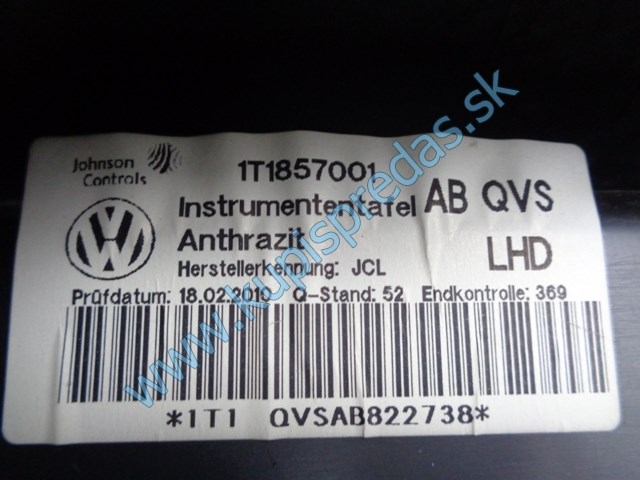 Johnson
Controls
1T1857001
Instrumententafel AB QVS
Anthrazit
LHD
Herstellerkennung: JCL
Prüfdatum: 18.02.2010 Q-Stand: 52 Endkontrolle: 369
*1T1 QVSAB822738*
www.kupispredas.sk